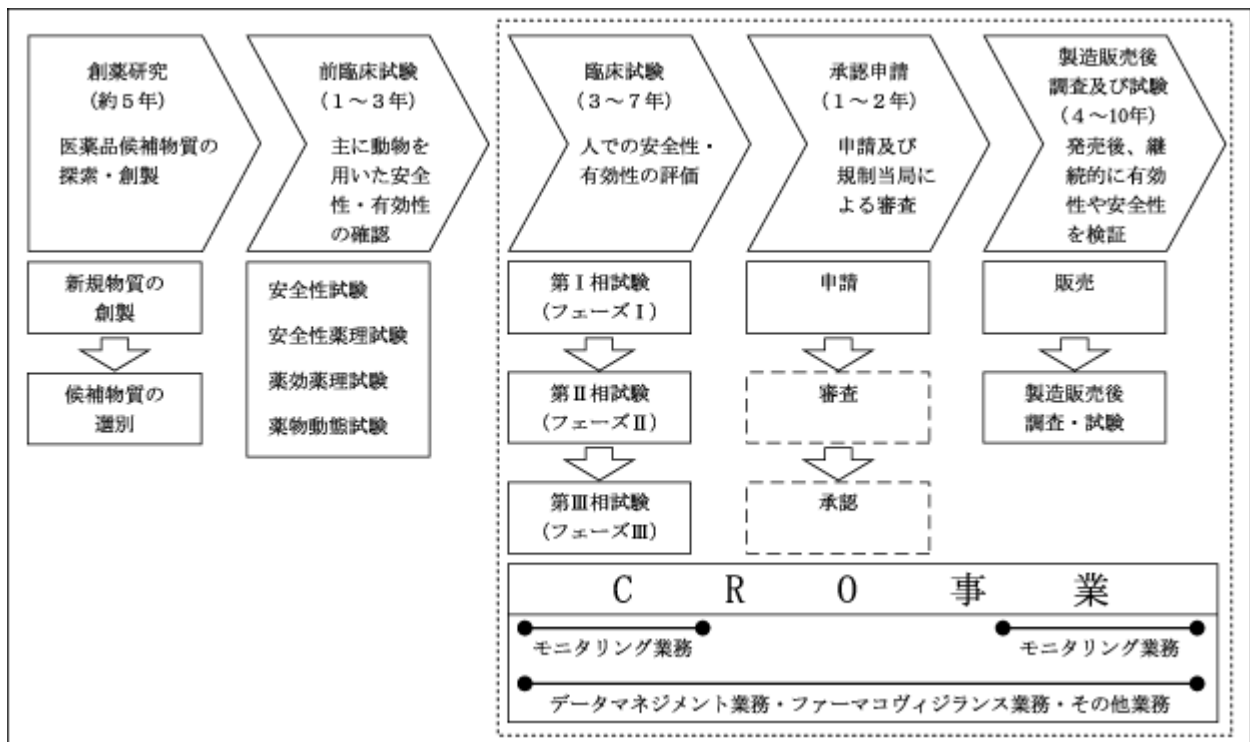 創薬研究
(約5年)
医薬品候補物質の
探索・創製
前臨床試験
(1～3年)
主に動物を
用いた安全
性・有効性
の確認
臨床試験
(3～7年)
人での安全性・
有効性の評価
承認申請
(1～2年)
申請及び
規制当局に
よる審査
製造販売後
調査及び試験
(4～10年)
発売後、継
続的に有効
性や安全性
を検証
新規物質の
創製
候補物質の
選別
安全性試験
安全性薬理試験
薬効薬理試験
薬物動態試験
第Ⅰ相試験
(フェーズⅠ)
第Ⅱ相試験
(フェーズⅡ)
第Ⅲ相試験
(フェーズⅢ)
申請
審査
承認
販売
製造販売後
調査・試験
CRO事業
モニタリング業務
モニタリング業務
データマネジメント業務・ファーマコヴィジランス業務・その他業務